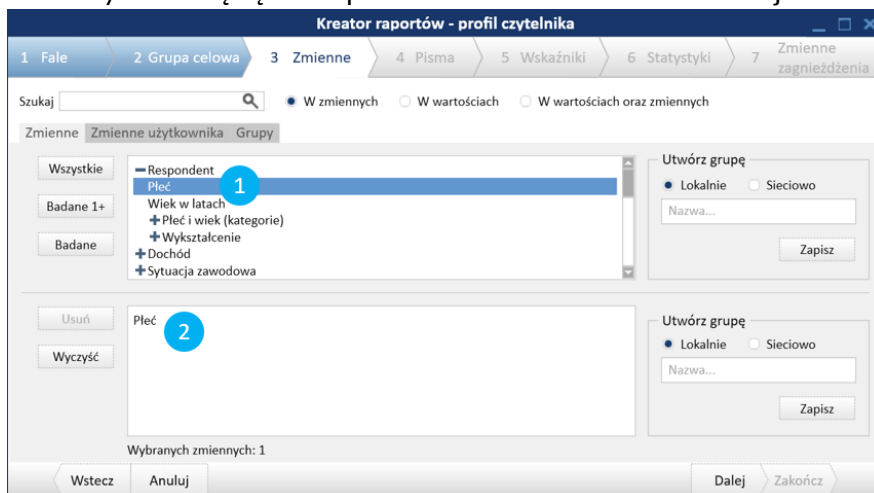 Kreator raportów - profil czytelnika
1 Fale
2 Grupa celowa
3 Zmienne
4 Pisma
5 Wskaźniki
6 Statystyki
7 Zmienne zagnieżdżenia
Szukaj
W zmiennych
W wartościach
W wartościach oraz zmiennych
Zmienne
Zmienne użytkownika
Grupy
Wszystkie
Badane 1+
Badane
Respondent
Płeć
1
Wiek w latach
Płeć i wiek (kategorie)
Wykształcenie
Dochód
Sytuacja zawodowa
Utwórz grupę
Lokalnie
Sieciowo
Nazwa...
Zapisz
Usuń
Wyczyść
Płeć
2
Utwórz grupę
Lokalnie
Sieciowo
Nazwa...
Zapisz
Wybranych zmiennych: 1
Wstecz
Anuluj
Dalej
Zakończ